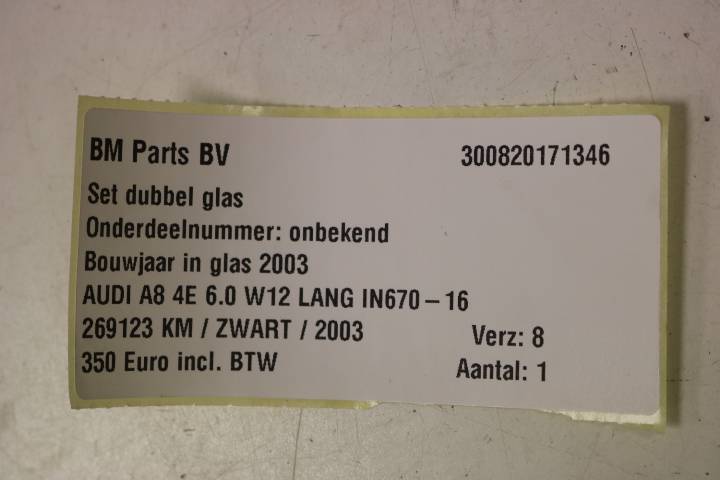 BM Parts BV 300820171346
Set dubbel glas
Onderdeelnummer: onbekend
Bouwjaar in glas 2003
AUDI A8 4E 6.0 W12 LANG IN670-16
269123 KM / ZWART / 2003 Verz: 8
350 Euro incl. BTW Aantal: 1